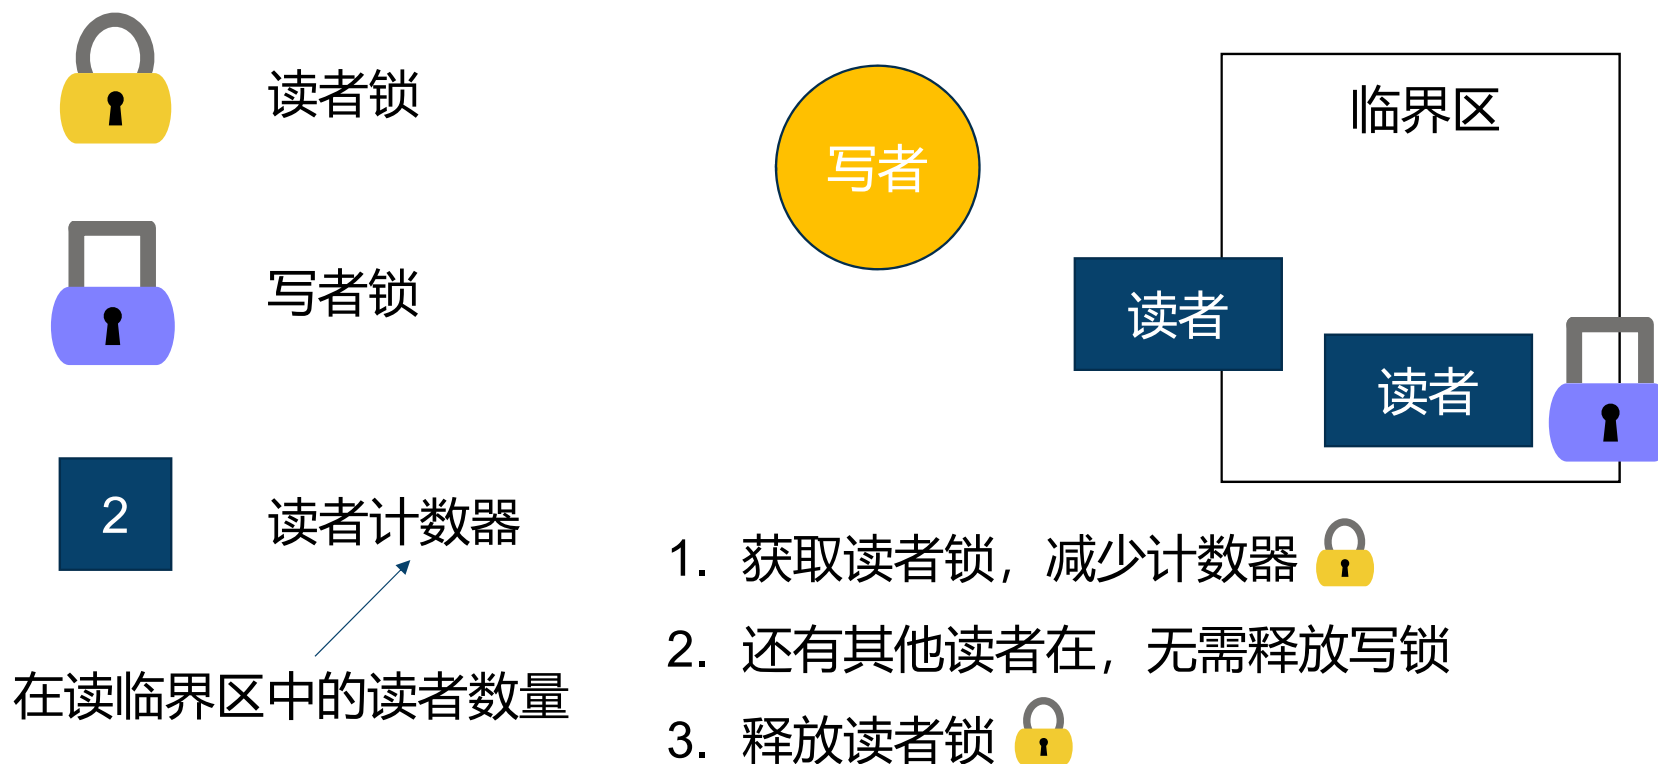 读者锁
写者锁
2
读者计数器
在读临界区中的读者数量
写者
临界区
读者
读者
1. 获取读者锁，减少计数器
2. 还有其他读者在，无需释放写锁
3. 释放读者锁